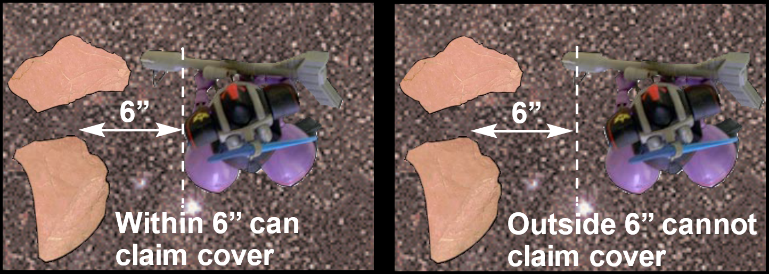 6”
Within 6” can
claim cover
6”
Outside 6” cannot
claim cover